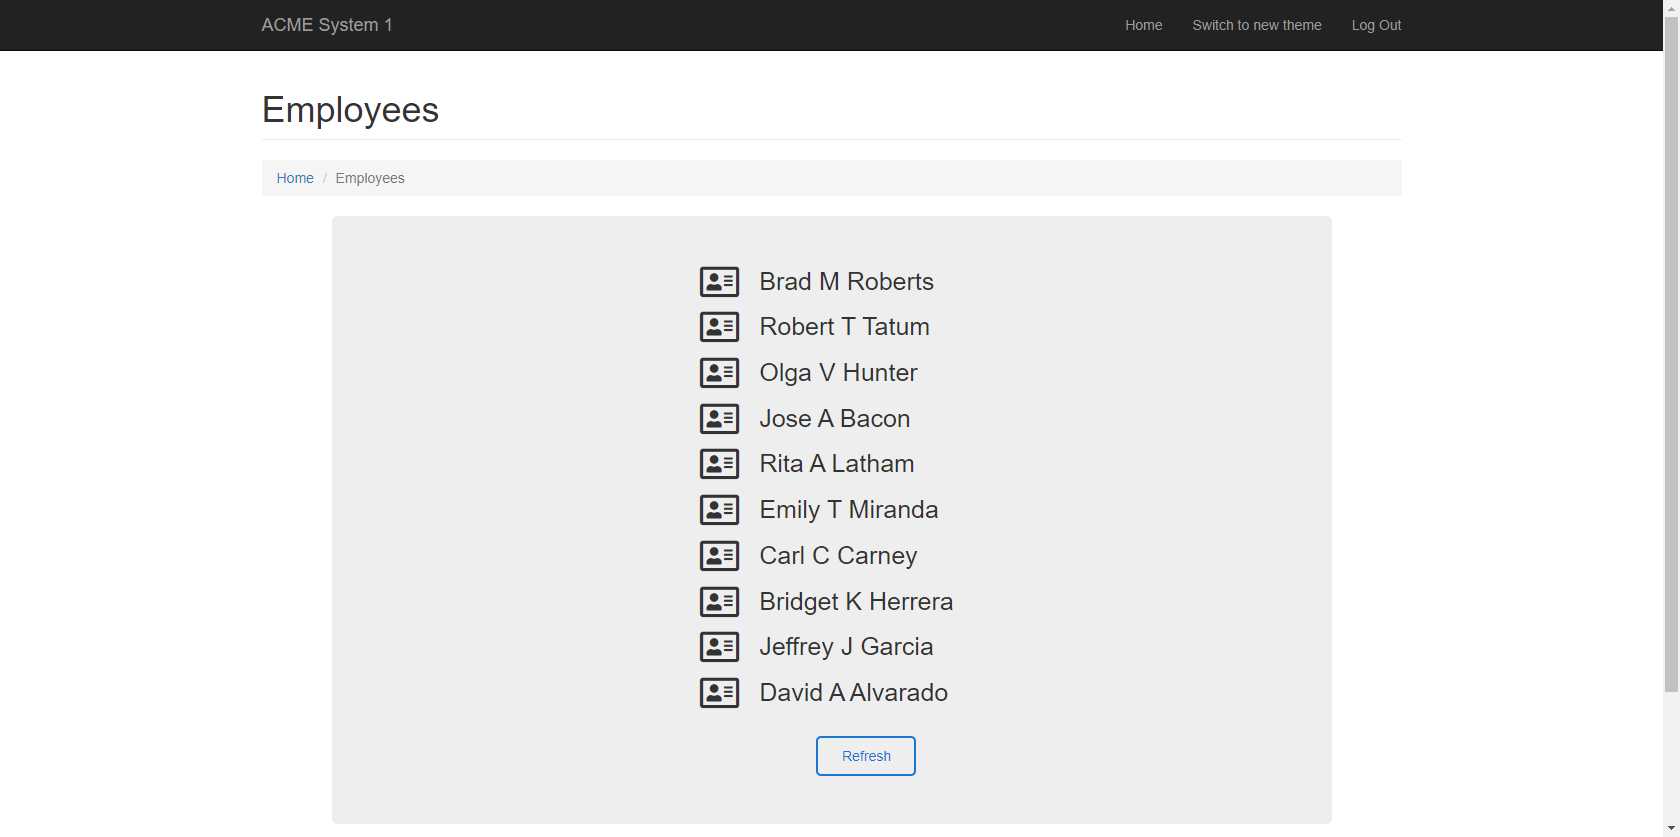 ACME System 1 Home Switch to new theme Log Out
Employees
Home / Employees
Brad M Roberts
Robert T Tatum
Olga V Hunter
Jose A Bacon
Rita A Latham
Emily T Miranda
Carl C Carney
Bridget K Herrera
Jeffrey J Garcia
David A Alvarado
Refresh